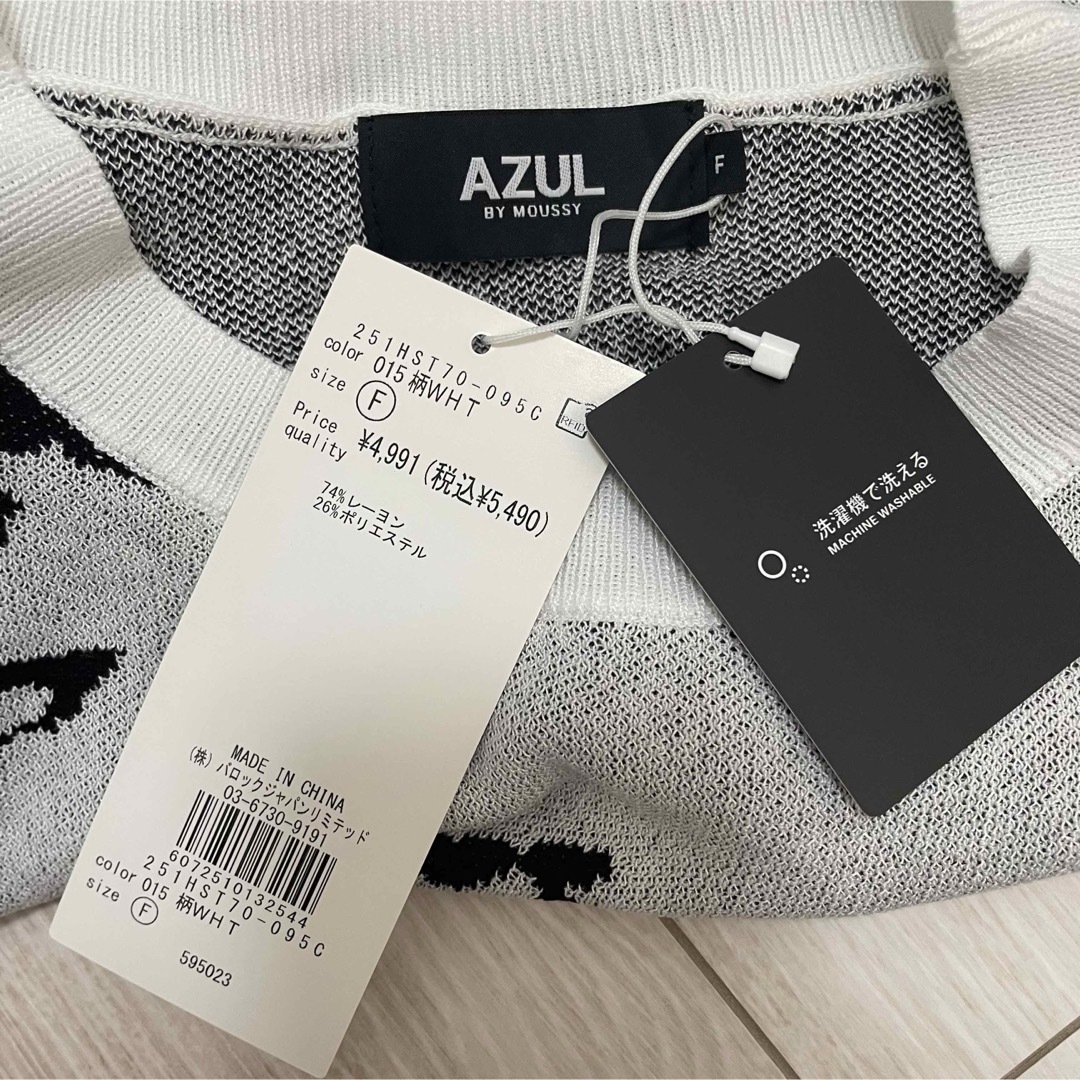 AZUL
BY MOUSSY
F
251HST70-095C
color 015 柄WHT
size F
RFID
Price ¥4,991(税込¥5,490)
quality
74%レーヨン
26%ポリエステル
MADE IN CHINA
(株)バロックジャパンリミテッド
03-6730-9191
6072510132544
251HST70-095C
color 015 柄WHT
size F
595023
洗濯機で洗える
MACHINE WASHABLE